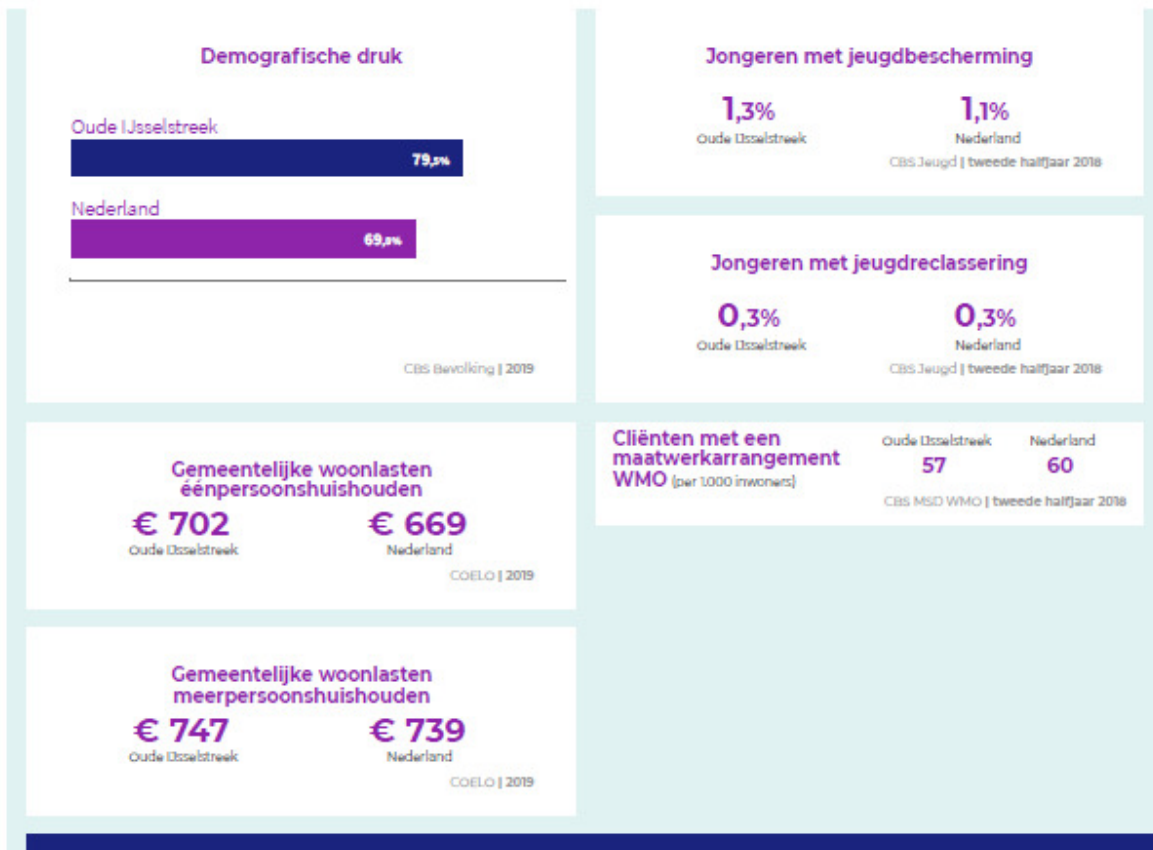 Demografische druk
Oude IJsselstreek
79,5%
Nederland
69,8%
CBS Bevolking | 2019
Gemeentelijke woonlasten
éénpersoonshuishouden
€ 702 € 669
Oude IJsselstreek Nederland
COELO | 2019
Gemeentelijke woonlasten
meerpersoonshuishouden
€ 747 € 739
Oude IJsselstreek Nederland
COELO | 2019
Jongeren met jeugdbescherming
1,3% 1,1%
Oude IJsselstreek Nederland
CBS Jeugd | tweede halfjaar 2018
Jongeren met jeugdreclassering
0,3% 0,3%
Oude IJsselstreek Nederland
CBS Jeugd | tweede halfjaar 2018
Cliënten met een
maatwerkarrangement
WMO (per 1.000 inwoners)
Oude IJsselstreek Nederland
57 60
CBS MSD WMO | tweede halfjaar 2018